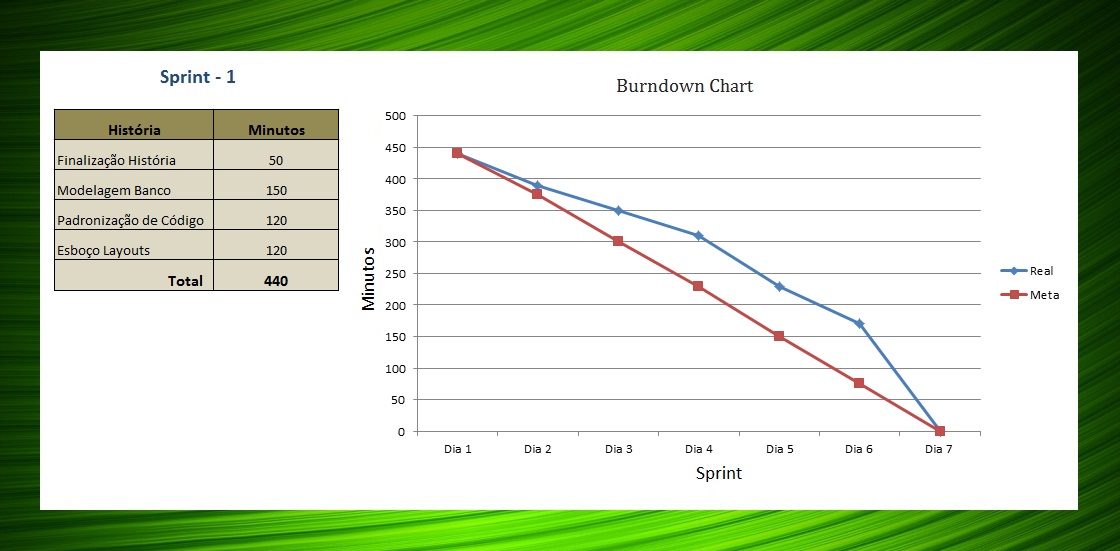 Sprint - 1
História Minutos
Finalização História 50
Modelagem Banco 150
Padronização de Código 120
Esboço Layouts 120
Total 440
Burndown Chart
500
450
400
350
300
250
200
150
100
50
0
Minutos
Dia 1 Dia 2 Dia 3 Dia 4 Dia 5 Dia 6 Dia 7
Sprint
Real
Meta